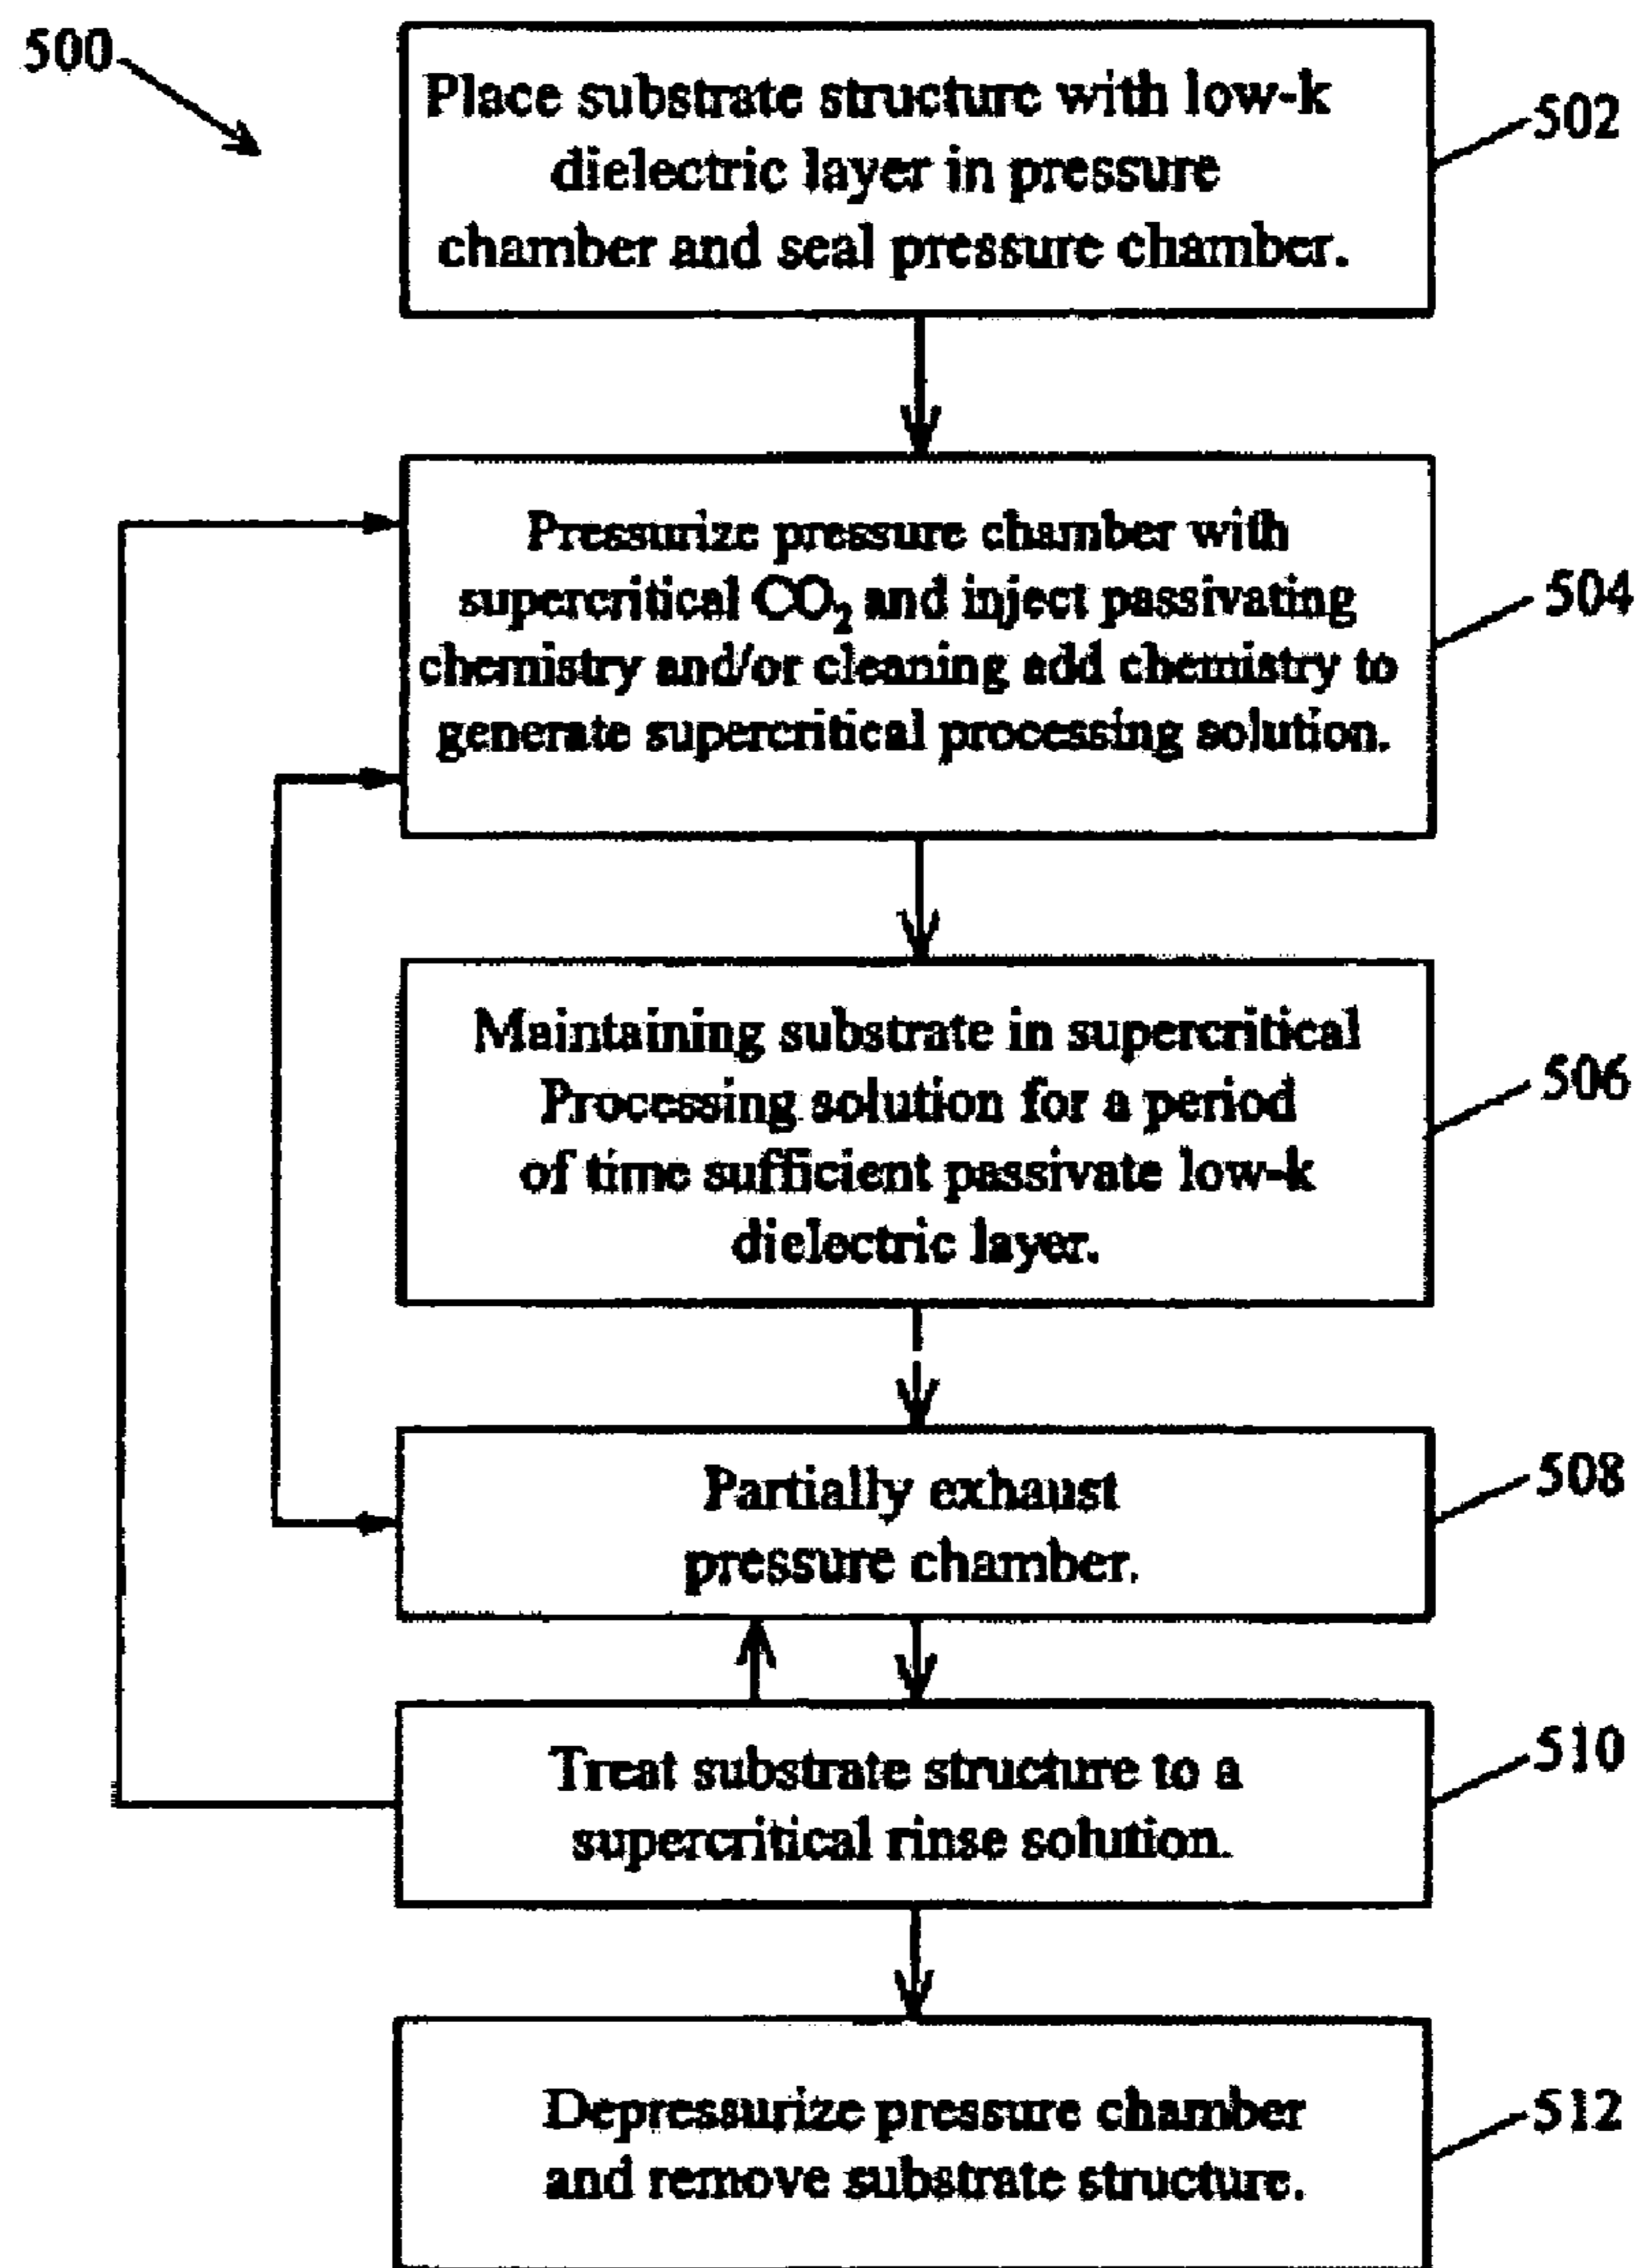 500
Place substrate structure with low-k
dielectric layer in pressure
chamber and seal pressure chamber.
502
Pressurize pressure chamber with
supercritical CO₂ and inject passivating
chemistry and/or cleaning add chemistry to
generate supercritical processing solution.
504
Maintaining substrate in supercritical
Processing solution for a period
of time sufficient passivate low-k
dielectric layer.
506
Partially exhaust
pressure chamber.
508
Treat substrate structure to a
supercritical rinse solution.
510
Depressurize pressure chamber
and remove substrate structure.
512